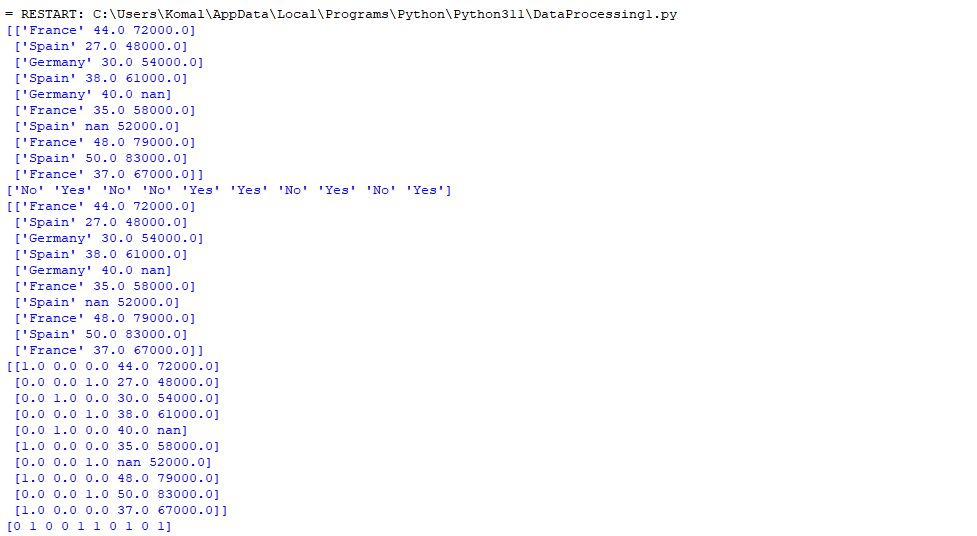 = RESTART: C:\Users\Komal\AppData\Local\Programs\Python\Python311\DataProcessing1.py
[['France' 44.0 72000.0]
 ['Spain' 27.0 48000.0]
 ['Germany' 30.0 54000.0]
 ['Spain' 38.0 61000.0]
 ['Germany' 40.0 nan]
 ['France' 35.0 58000.0]
 ['Spain' nan 52000.0]
 ['France' 48.0 79000.0]
 ['Spain' 50.0 83000.0]
 ['France' 37.0 67000.0]]
['No' 'Yes' 'No' 'No' 'Yes' 'Yes' 'No' 'Yes' 'No' 'Yes']
[['France' 44.0 72000.0]
 ['Spain' 27.0 48000.0]
 ['Germany' 30.0 54000.0]
 ['Spain' 38.0 61000.0]
 ['Germany' 40.0 nan]
 ['France' 35.0 58000.0]
 ['Spain' nan 52000.0]
 ['France' 48.0 79000.0]
 ['Spain' 50.0 83000.0]
 ['France' 37.0 67000.0]]
[[1.0 0.0 0.0 44.0 72000.0]
 [0.0 0.0 1.0 27.0 48000.0]
 [0.0 1.0 0.0 30.0 54000.0]
 [0.0 0.0 1.0 38.0 61000.0]
 [0.0 1.0 0.0 40.0 nan]
 [1.0 0.0 0.0 35.0 58000.0]
 [0.0 0.0 1.0 nan 52000.0]
 [1.0 0.0 0.0 48.0 79000.0]
 [0.0 0.0 1.0 50.0 83000.0]
 [1.0 0.0 0.0 37.0 67000.0]]
[0 1 0 0 1 1 0 1 0 1]